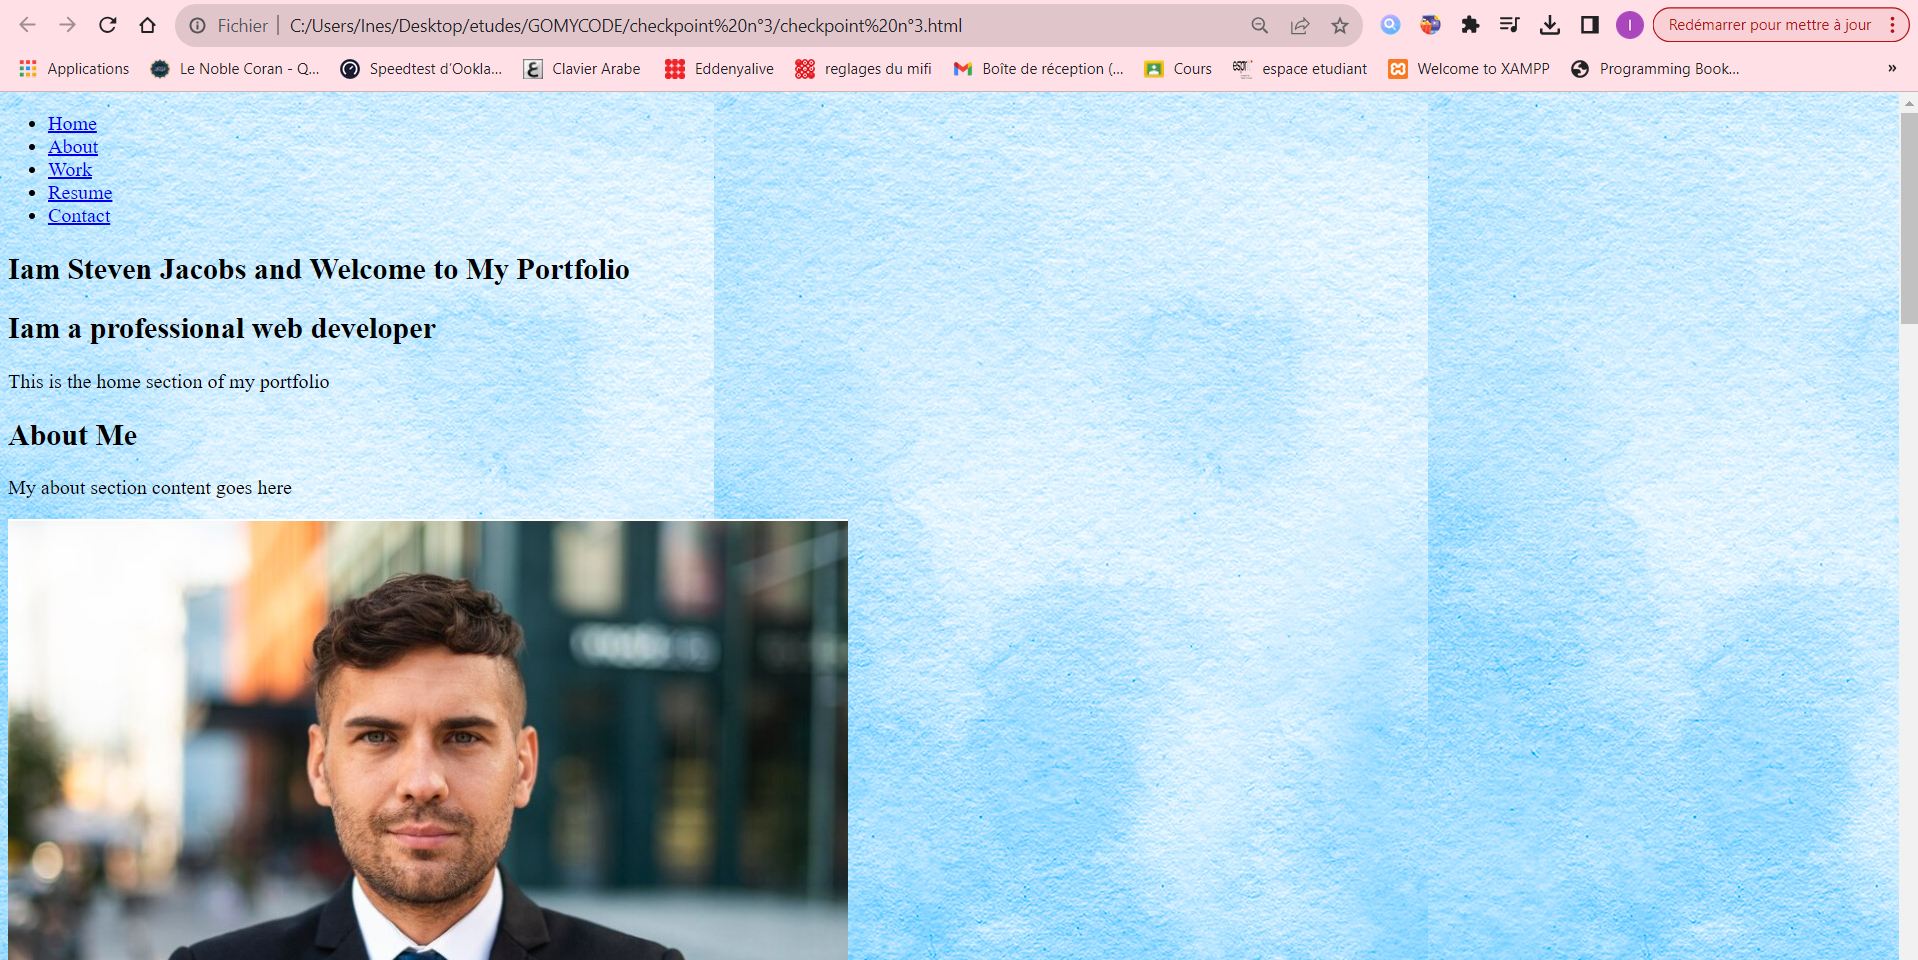 Fichier | C:/Users/Ines/Desktop/etudes/GOMYCODE/checkpoint%20n°3/checkpoint%20n°3.html
I
Redémarrer pour mettre à jour
Applications Le Noble Coran - Q... Speedtest d'Ookla... Clavier Arabe Eddenyalive reglages du mifi Boîte de réception (... Cours espace etudiant Welcome to XAMPP Programming Book... »
• Home
• About
• Work
• Resume
• Contact
Iam Steven Jacobs and Welcome to My Portfolio
Iam a professional web developer
This is the home section of my portfolio
About Me
My about section content goes here